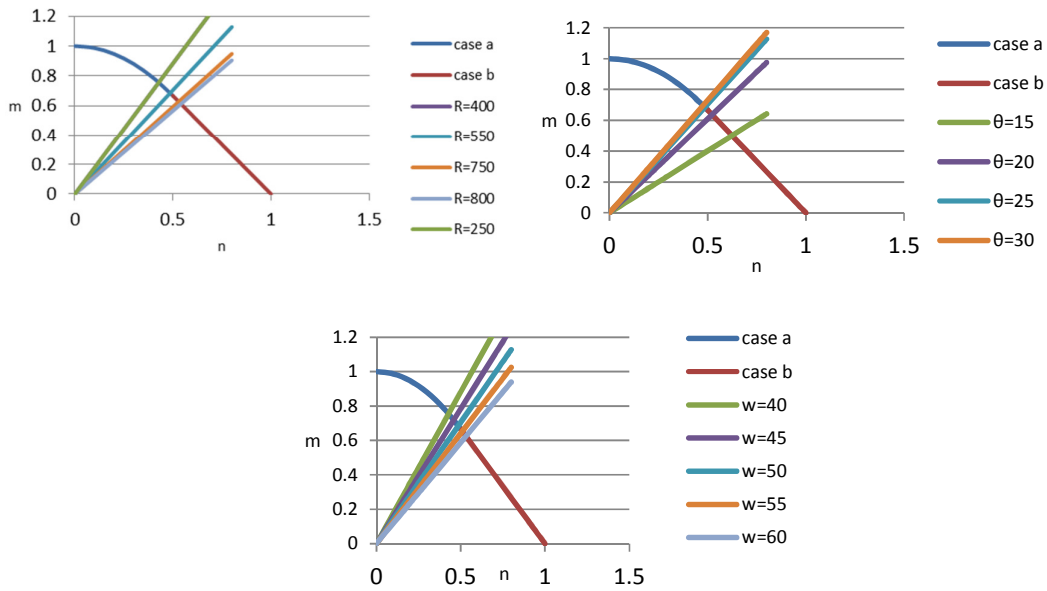 1.2
1
0.8
0.6
0.4
0.2
0
m
0 0.5 1 1.5
n
case a
case b
R=400
R=550
R=750
R=800
R=250
1.2
1
0.8
0.6
0.4
0.2
0
m
0 0.5 1 1.5
n
case a
case b
θ=15
θ=20
θ=25
θ=30
1.2
1
0.8
0.6
0.4
0.2
0
m
0 0.5 n 1 1.5
case a
case b
w=40
w=45
w=50
w=55
w=60